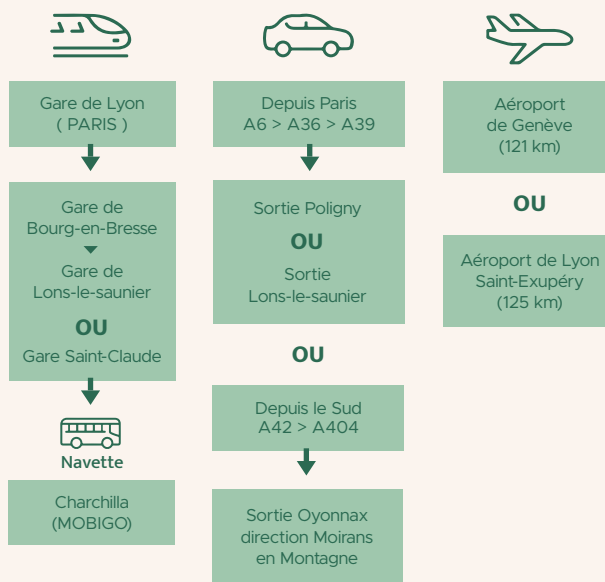 Gare de Lyon
( PARIS )
Gare de
Bourg-en-Bresse
Gare de
Lons-le-saunier
OU
Gare Saint-Claude
Navette
Charchilla
(MOBIGO)
Depuis Paris
A6 > A36 > A39
Sortie Poligny
OU
Sortie
Lons-le-saunier
OU
Depuis le Sud
A42 > A404
Sortie Oyonnax
direction Moirans
en Montagne
Aéroport
de Genève
(121 km)
OU
Aéroport de Lyon
Saint-Exupéry
(125 km)